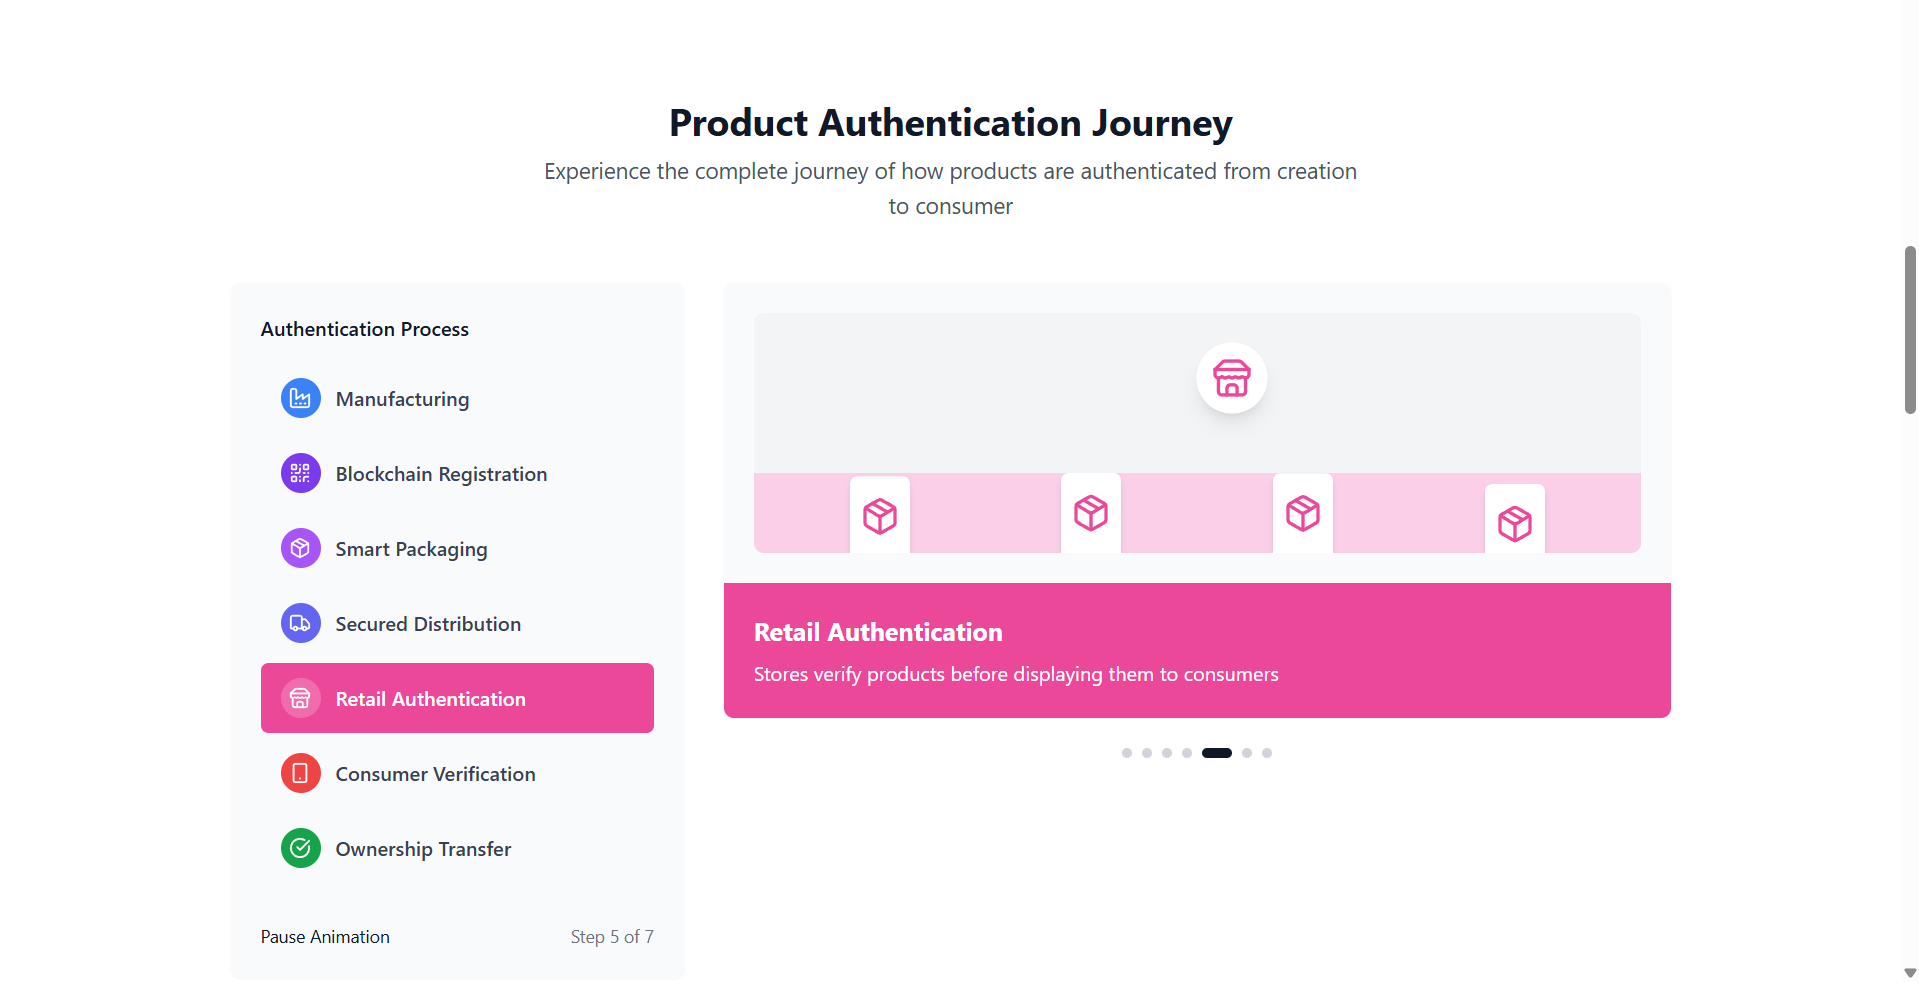 Product Authentication Journey
Experience the complete journey of how products are authenticated from creation
to consumer
Authentication Process
Manufacturing
Blockchain Registration
Smart Packaging
Secured Distribution
Retail Authentication
Consumer Verification
Ownership Transfer
Pause Animation
Step 5 of 7
Retail Authentication
Stores verify products before displaying them to consumers